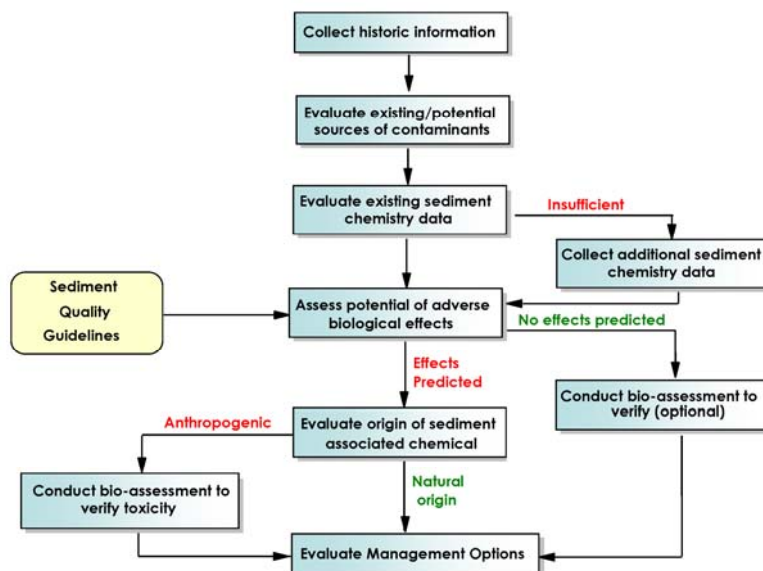 Collect historic information
Evaluate existing/potential
sources of contaminants
Evaluate existing sediment
chemistry data
Insufficient
Collect additional sediment
chemistry data
Sediment
Quality
Guidelines
Assess potential of adverse
biological effects
No effects predicted
Effects
Predicted
Conduct bio-assessment to
verify (optional)
Evaluate origin of sediment
associated chemical
Anthropogenic
Conduct bio-assessment to
verify toxicity
Natural
origin
Evaluate Management Options